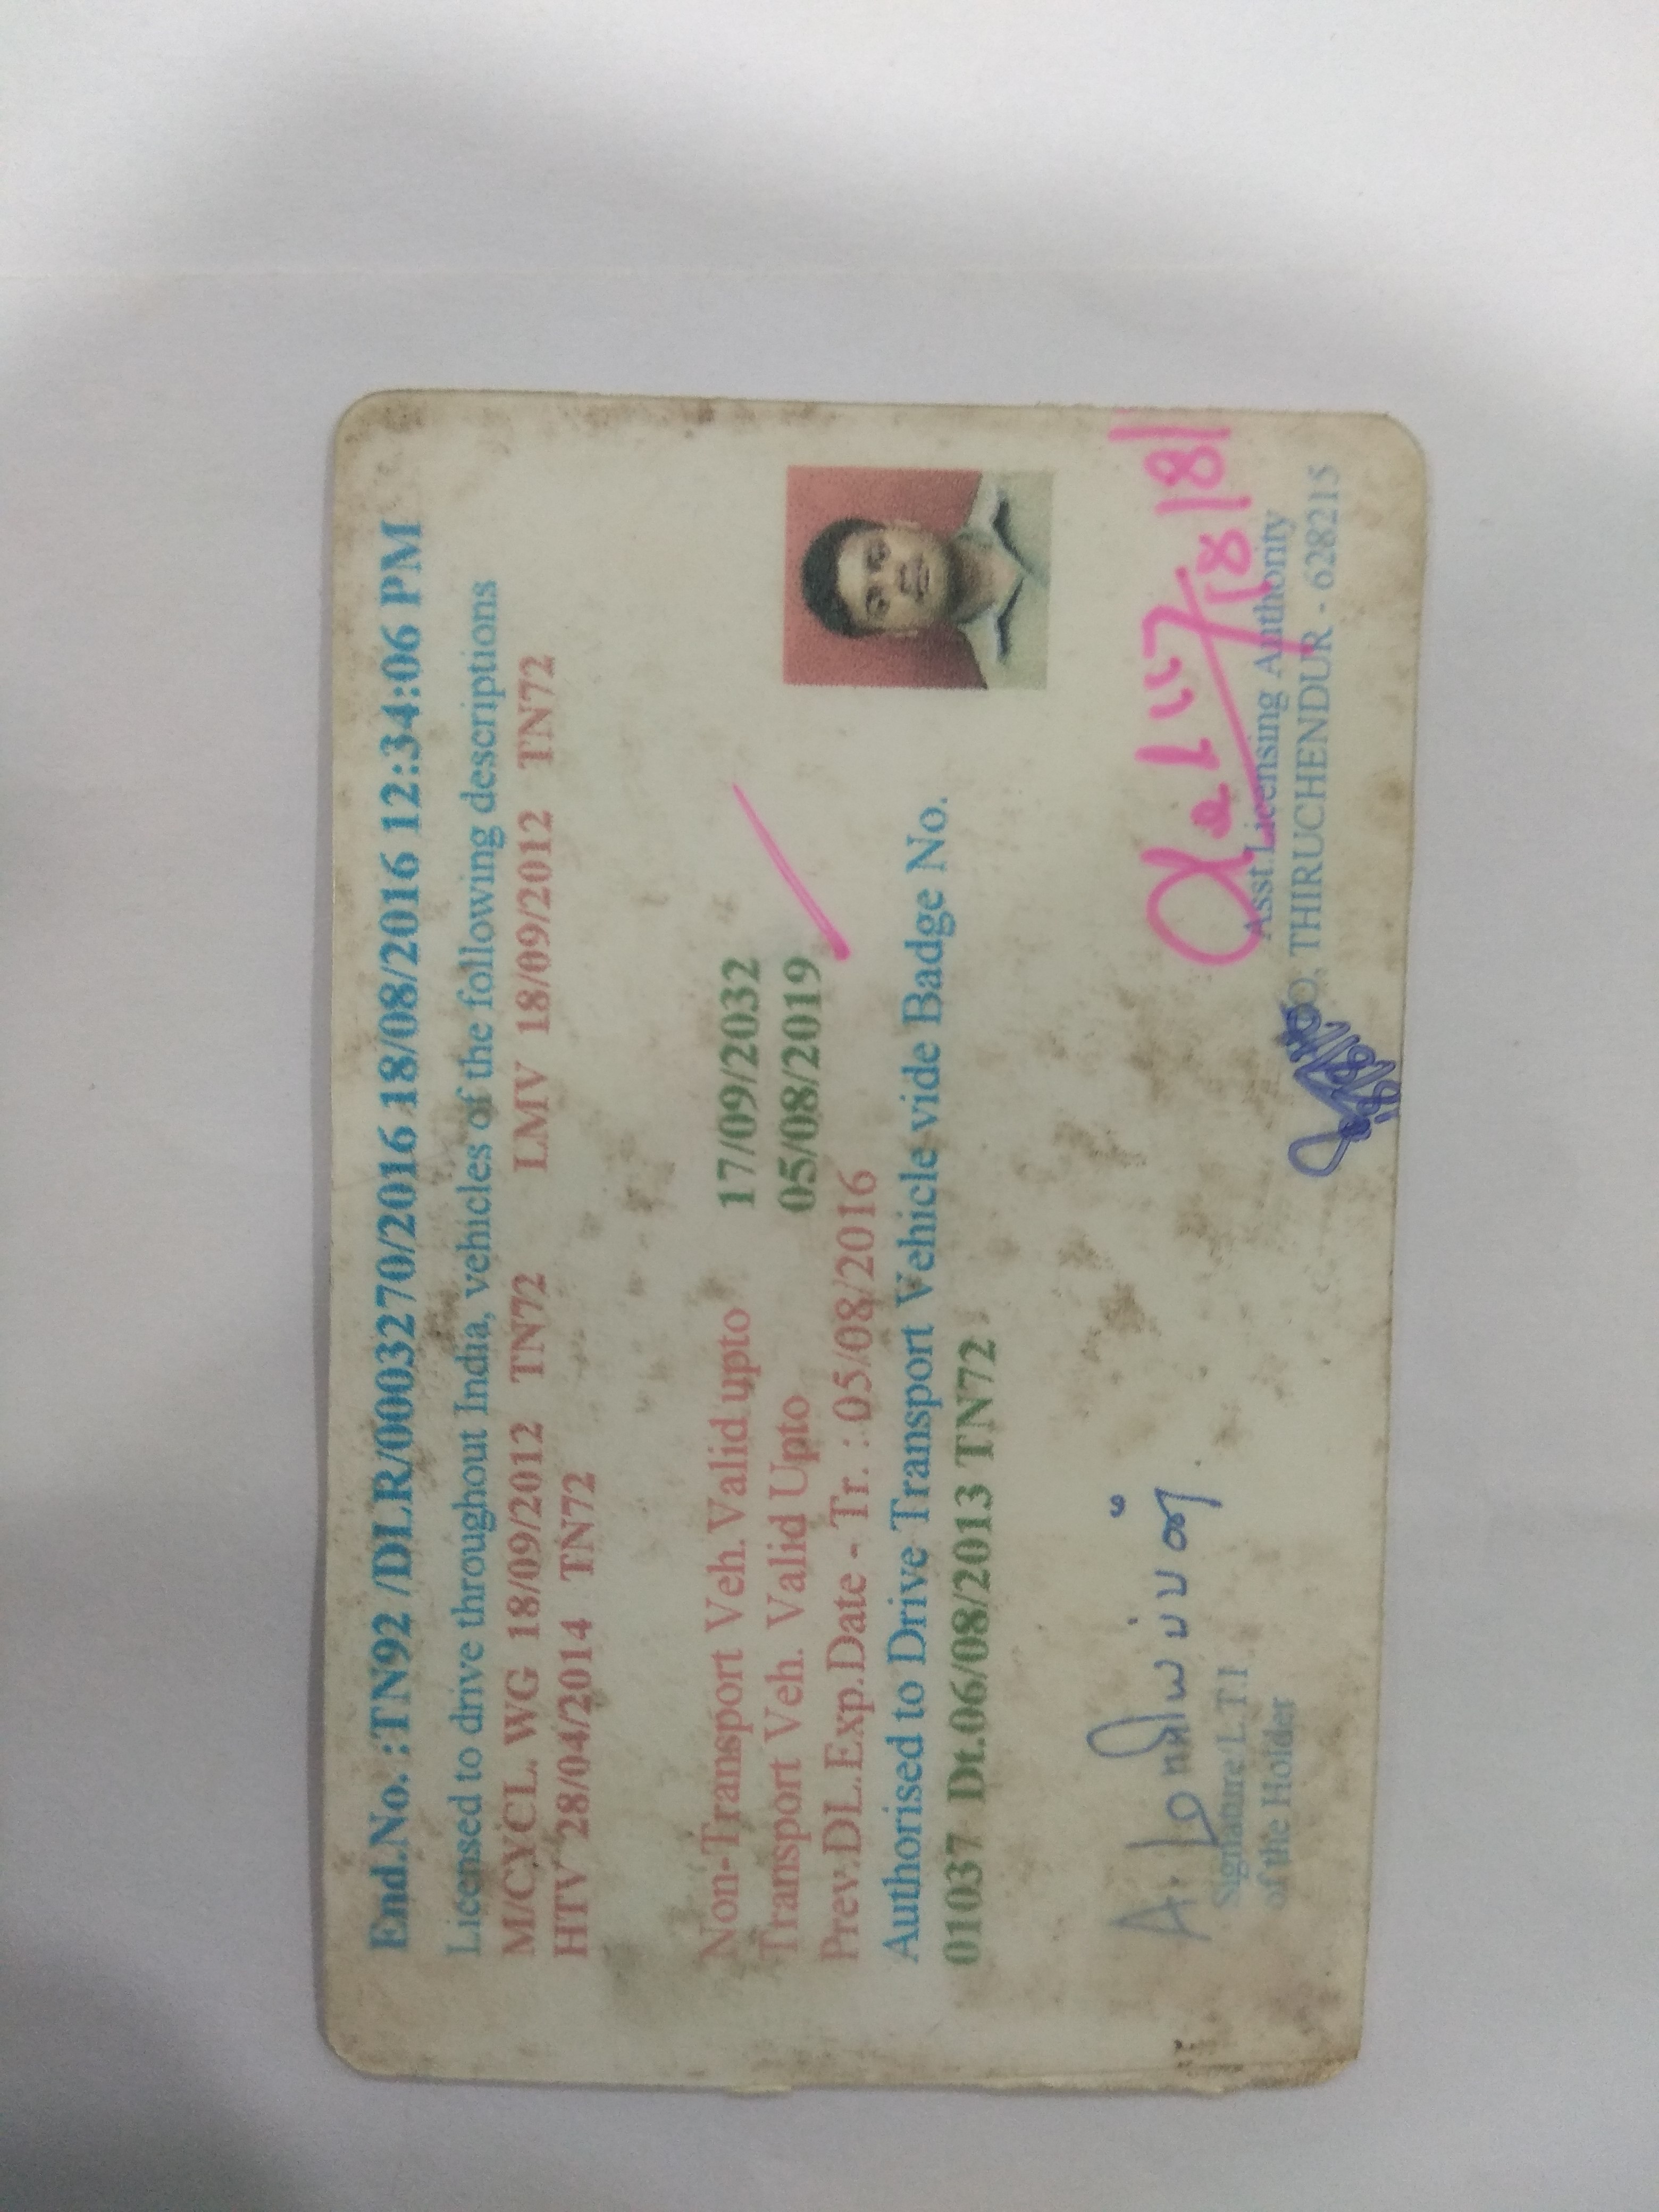 End.No. :TN92 /DLR/0003270/2016 18/08/2016 12:34:06 PM
Licensed to drive throughout India, vehicles of the following descriptions
M/CYCL. WG 18/09/2012 TN72 LMV 18/09/2012 TN72
HTV 28/04/2014 TN72
Non-Transport Veh. Valid upto 17/09/2032
Transport Veh. Valid Upto 05/08/2019
Prev.DL.Exp.Date - Tr. : 05/08/2016
Authorised to Drive Transport Vehicle vide Badge No.
01037 Dt.06/08/2013 TN72
Signature/L.T.I
of the Holder
Asst.Licensing Authority
THIRUCHENDUR - 628215